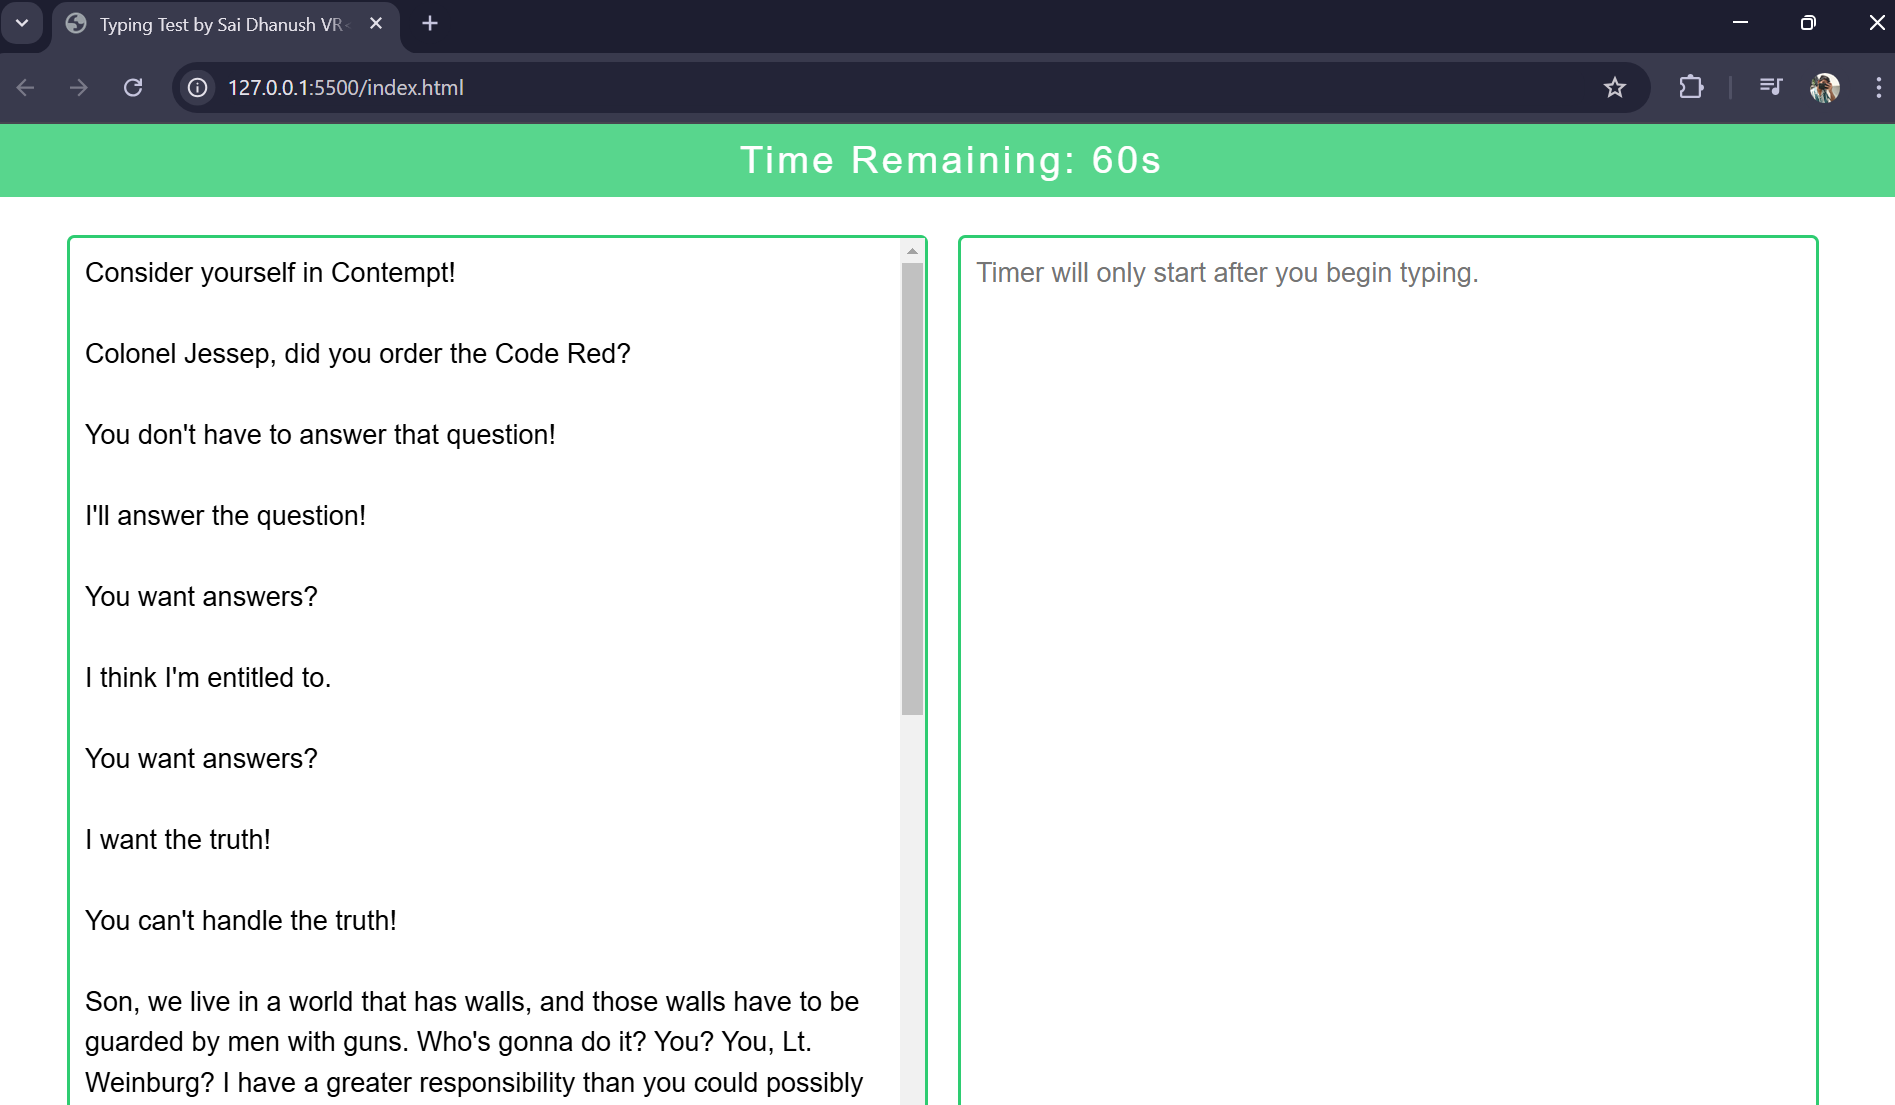 Typing Test by Sai Dhanush VR
127.0.0.1:5500/index.html
Time Remaining: 60s
Consider yourself in Contempt!
Colonel Jessep, did you order the Code Red?
You don't have to answer that question!
I'll answer the question!
You want answers?
I think I'm entitled to.
You want answers?
I want the truth!
You can't handle the truth!
Son, we live in a world that has walls, and those walls have to be
guarded by men with guns. Who's gonna do it? You? You, Lt.
Weinburg? I have a greater responsibility than you could possibly
Timer will only start after you begin typing.